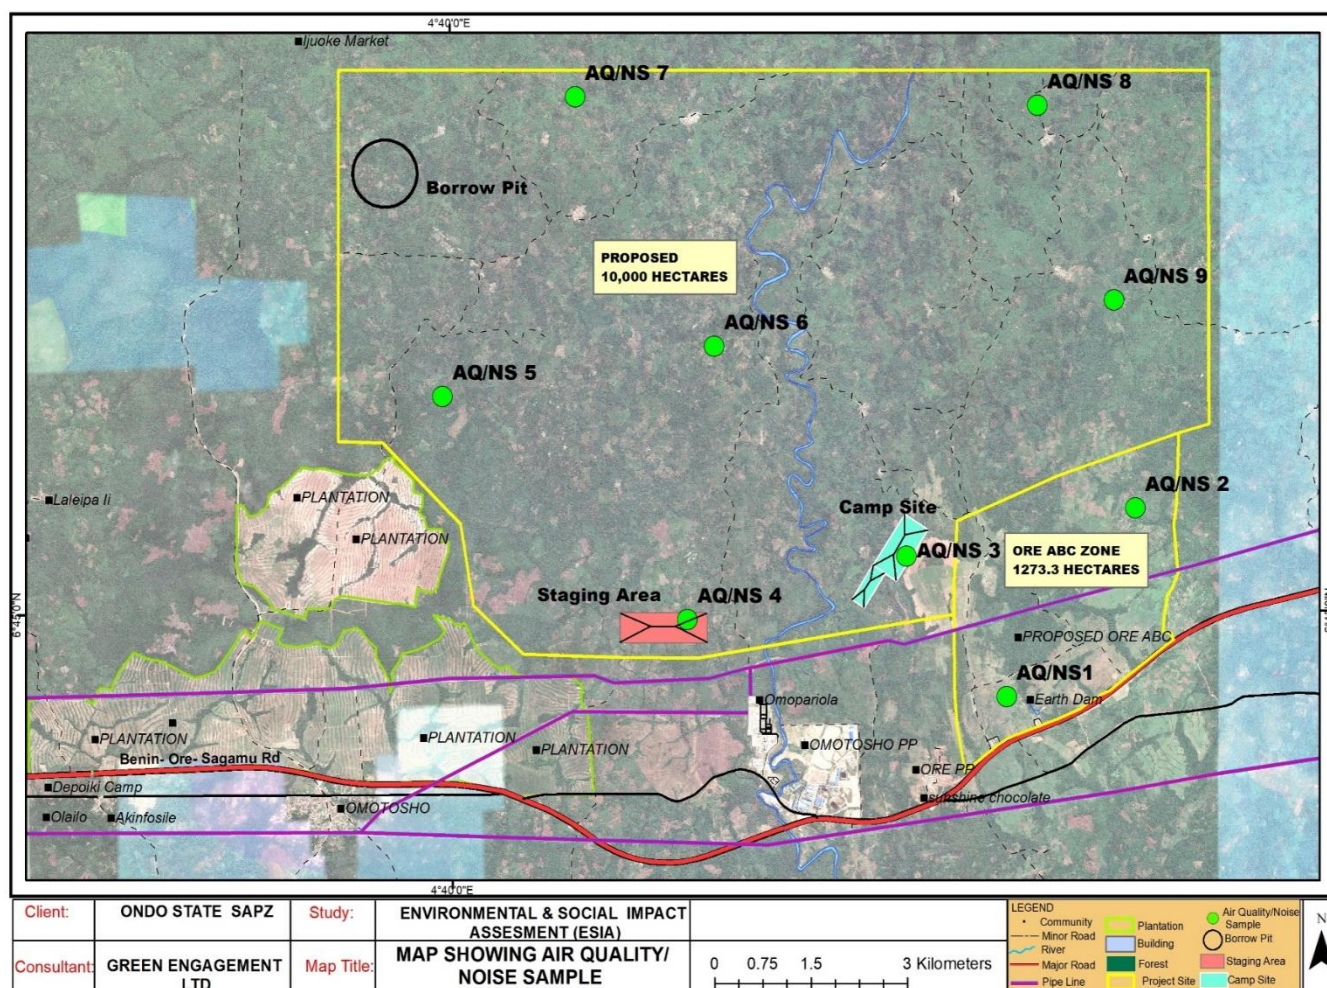 4°40'0"E
Ijuoke Market
AQ/NS 7
AQ/NS 8
Borrow Pit
PROPOSED
10,000 HECTARES
AQ/NS 9
AQ/NS 6
AQ/NS 5
Laleipa Ii
PLANTATION
PLANTATION
AQ/NS 2
Camp Site
AQ/NS 3
ORE ABC ZONE
1273.3 HECTARES
Staging Area
AQ/NS 4
6°45'0"N
PROPOSED ORE ABC
AQ/NS1
Earth Dam
Omopariola
PLANTATION
PLANTATION
PLANTATION
OMOTOSHO PP
Benin- Ore- Sagamu Rd
ORE PP
Depoiki Camp
sunshine chocolate
OMOTOSHO
Olailo
Akinfosile
4°40'0"E
Client:
ONDO STATE SAPZ
Study:
ENVIRONMENTAL & SOCIAL IMPACT
ASSESMENT (ESIA)
Consultant:
GREEN ENGAGEMENT
LTD
Map Title:
MAP SHOWING AIR QUALITY/
NOISE SAMPLE
0 0.75 1.5 3 Kilometers
LEGEND
Community
Minor Road
River
Major Road
Pipe Line
Plantation
Building
Forest
Project Site
Air Quality/Noise
Sample
Borrow Pit
Staging Area
Camp Site
N